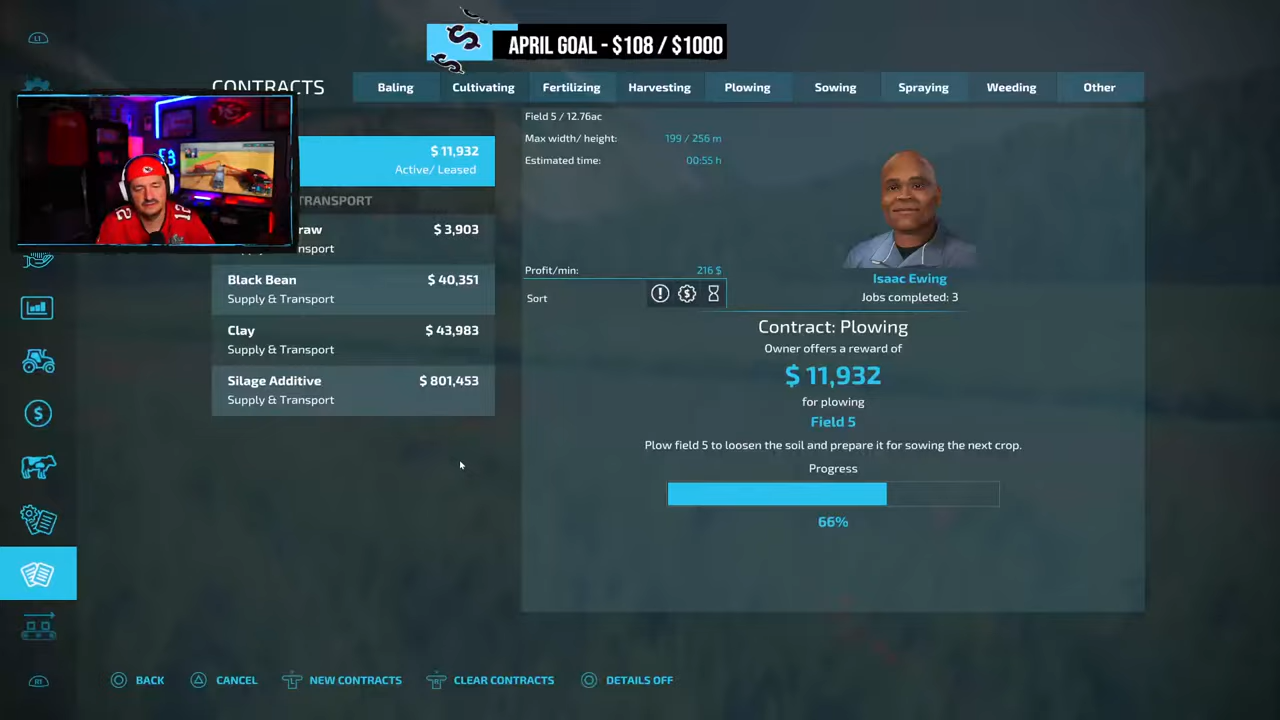 APRIL GOAL - $108 / $1000
CONTRACTS
Baling
Cultivating
Fertilizing
Harvesting
Plowing
Sowing
Spraying
Weeding
Other
$ 11,932
Active/ Leased
TRANSPORT
$ 3,903
Black Bean
$ 40,351
Supply & Transport
Clay
$ 43,983
Supply & Transport
Silage Additive
$ 801,453
Supply & Transport
Field 5 / 12.76ac
Max width/ height: 199 / 256 m
Estimated time: 00:55 h
Profit/min: 216 $
Sort
Isaac Ewing
Jobs completed: 3
Contract: Plowing
Owner offers a reward of
$ 11,932
for plowing
Field 5
Plow field 5 to loosen the soil and prepare it for sowing the next crop.
Progress
66%
BACK
CANCEL
NEW CONTRACTS
CLEAR CONTRACTS
DETAILS OFF
L1
R1